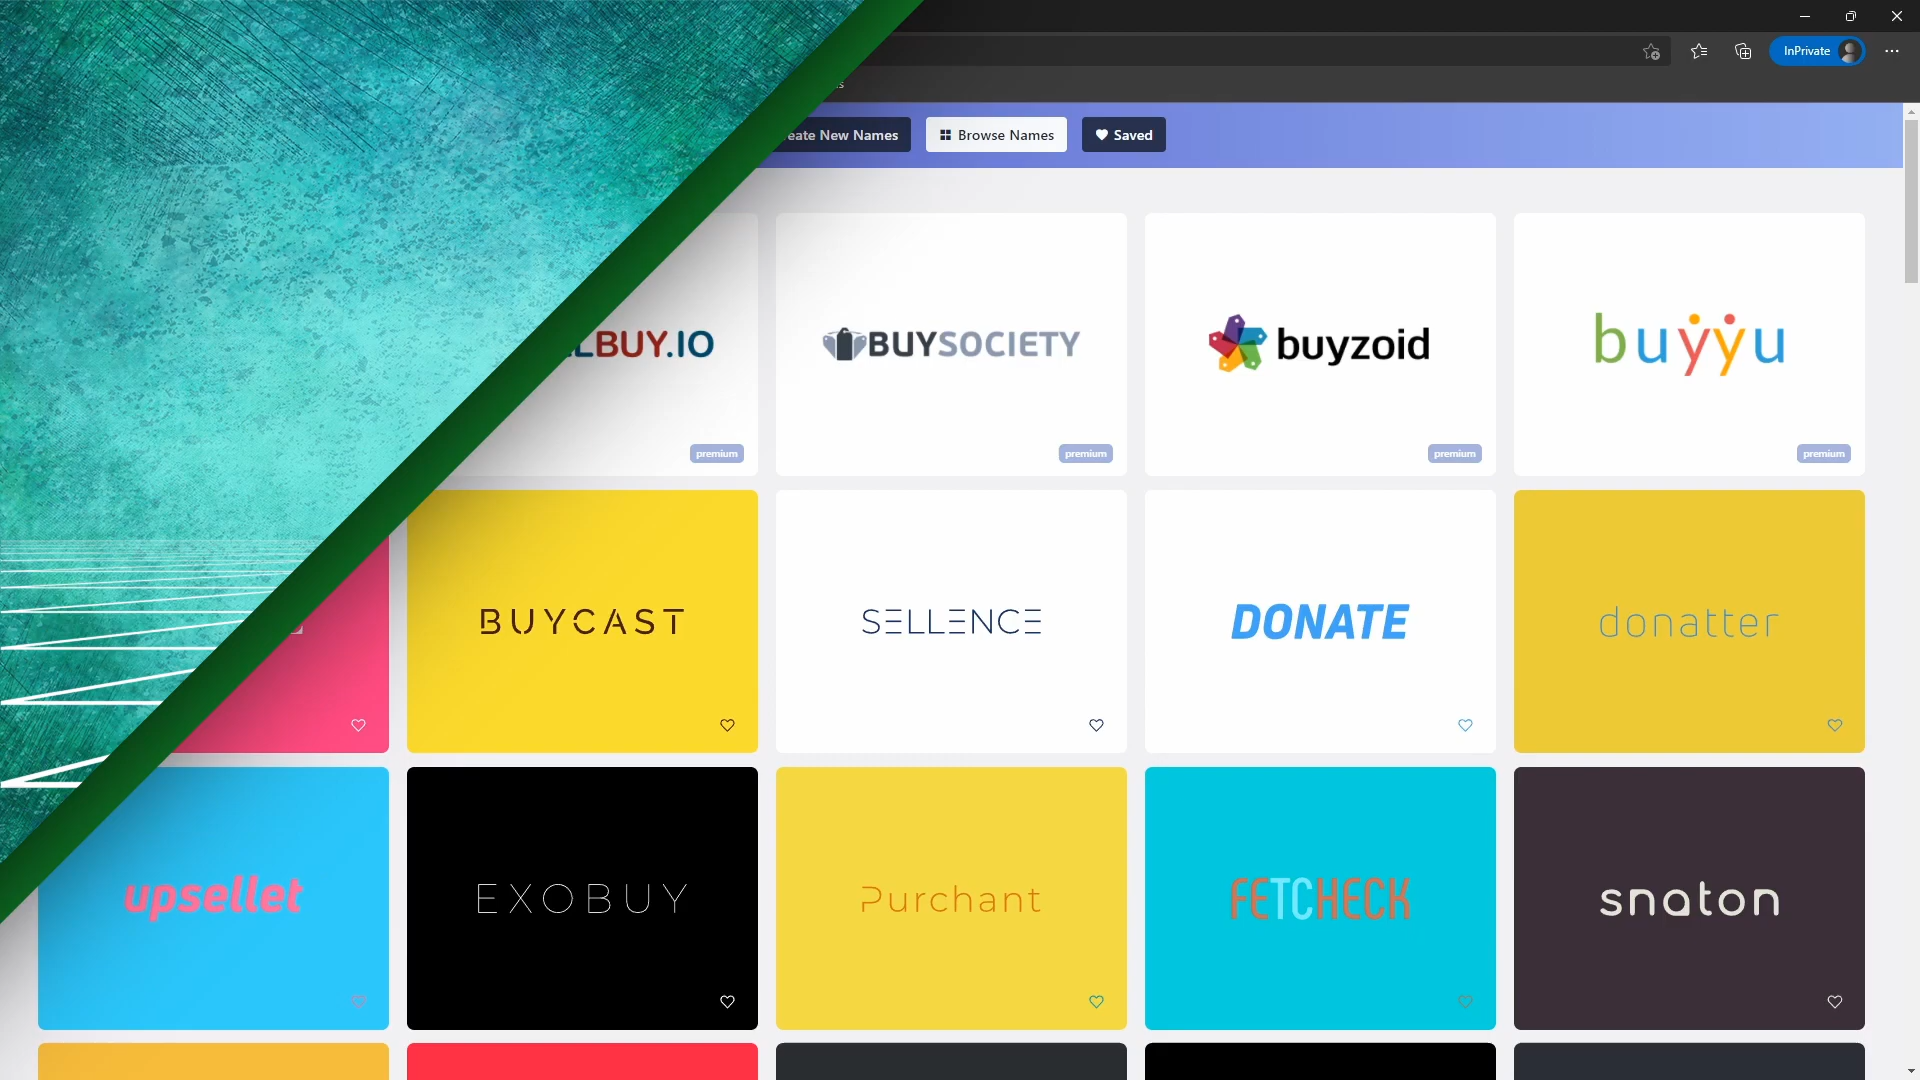 InPrivate
eate New Names
Browse Names
Saved
LBUY.IO
premium
BUYSOCIETY
premium
buyzoid
premium
buyyu
premium
BUYCAST
SELLENCE
DONATE
donatter
upsellet
EXOBUY
Purchant
FETCHECK
snaton